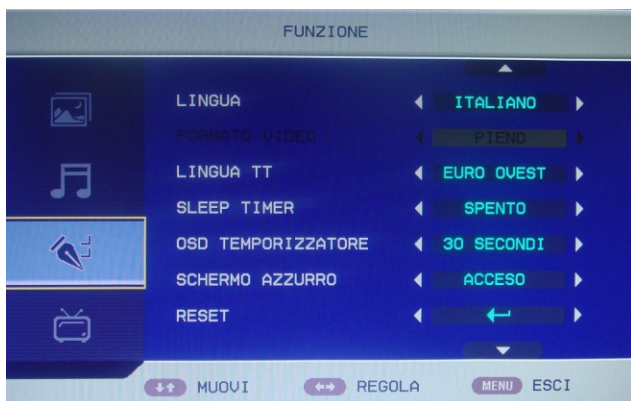 FUNZIONE
LINGUA ITALIANO
FORMATO VIDEO PIENO
LINGUA TT EURO OVEST
SLEEP TIMER SPENTO
OSD TEMPORIZZATORE 30 SECONDI
SCHERMO AZZURRO ACCESO
RESET
MUOVI REGOLA MENU ESCI